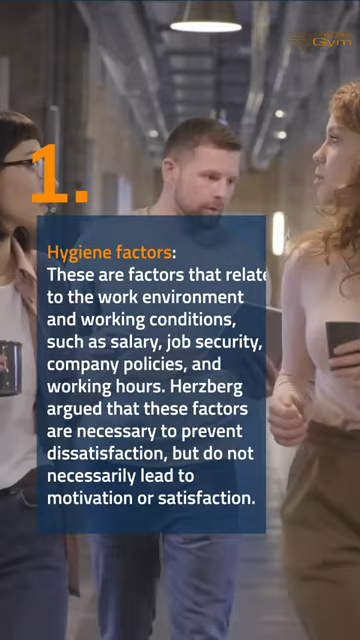 Gym
1.
Hygiene factors:
These are factors that relate
to the work environment
and working conditions,
such as salary, job security,
company policies, and
working hours. Herzberg
argued that these factors
are necessary to prevent
dissatisfaction, but do not
necessarily lead to
motivation or satisfaction.